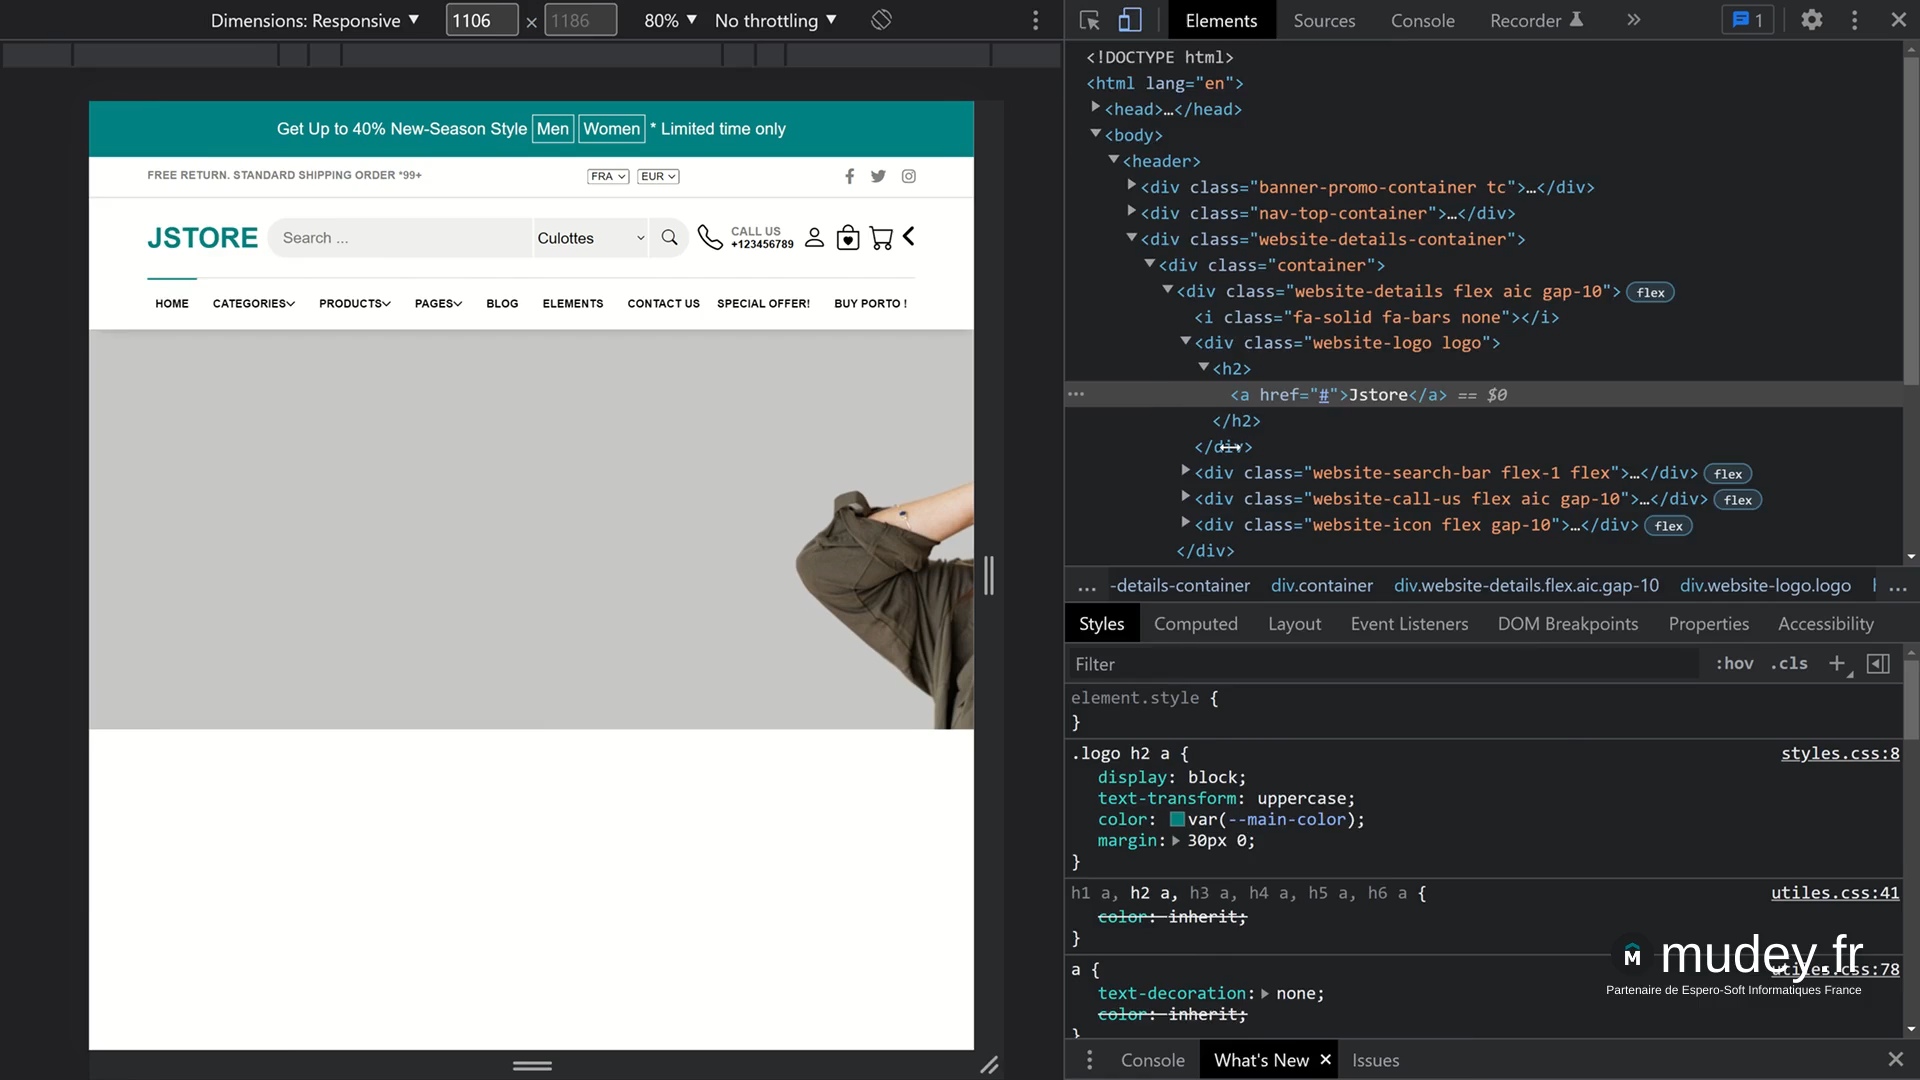 Dimensions: Responsive ▼ 1106 × 1186 80% ▼ No throttling ▼
Elements Sources Console Recorder » 1
Get Up to 40% New-Season Style Men Women * Limited time only
FREE RETURN. STANDARD SHIPPING ORDER *99+ FRA EUR
JSTORE Search ... Culottes CALL US
+123456789
HOME CATEGORIES PRODUCTS PAGES BLOG ELEMENTS CONTACT US SPECIAL OFFER! BUY PORTO !
<!DOCTYPE html>
<html lang="en">
<head>…</head>
<body>
<header>
<div class="banner-promo-container tc">…</div>
<div class="nav-top-container">…</div>
<div class="website-details-container">
<div class="container">
<div class="website-details flex aic gap-10"> flex
<i class="fa-solid fa-bars none"></i>
<div class="website-logo logo">
<h2>
<a href="#">Jstore</a> == $0
</h2>
</div>
<div class="website-search-bar flex-1 flex">…</div> flex
<div class="website-call-us flex aic gap-10">…</div> flex
<div class="website-icon flex gap-10">…</div> flex
</div>
… -details-container div.container div.website-details.flex.aic.gap-10 div.website-logo.logo …
Styles Computed Layout Event Listeners DOM Breakpoints Properties Accessibility
Filter :hov .cls +
element.style {
}
.logo h2 a { styles.css:8
display: block;
text-transform: uppercase;
color: var(--main-color);
margin: 30px 0;
}
h1 a, h2 a, h3 a, h4 a, h5 a, h6 a { utiles.css:41
color: inherit;
}
a { utiles.css:78
text-decoration: none;
color: inherit;
}
mudey.fr
Partenaire de Espero-Soft Informatiques France
Console What's New × Issues